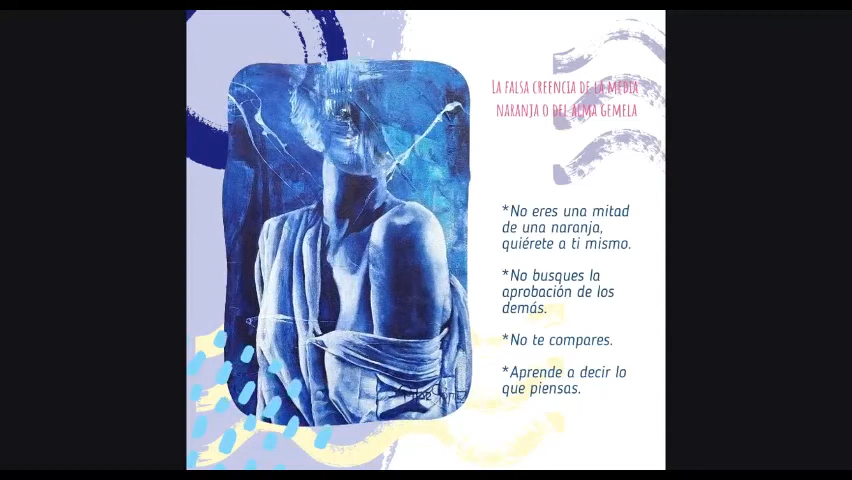 LA FALSA CREENCIA DE LA MEDIA
NARANJA O DEL ALMA GEMELA
*No eres una mitad
de una naranja,
quiérete a ti mismo.
*No busques la
aprobación de los
demás.
*No te compares.
*Aprende a decir lo
que piensas.